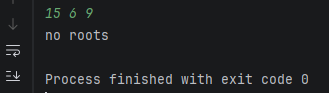 15 6 9
no roots
Process finished with exit code 0